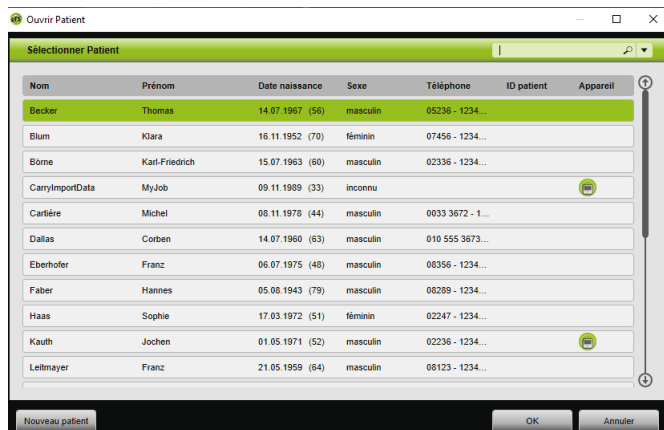 Ouvrir Patient
Sélectionner Patient
Nom Prénom Date naissance Sexe Téléphone ID patient Appareil
Becker Thomas 14.07.1967 (56) masculin 05236 - 1234...
Blum Klara 16.11.1952 (70) féminin 07456 - 1234...
Börne Karl-Friedrich 15.07.1963 (60) masculin 02336 - 1234...
CarryImportData MyJob 09.11.1989 (33) inconnu
Cartiére Michel 08.11.1978 (44) masculin 0033 3672 - 1...
Dallas Corben 14.07.1960 (63) masculin 010 555 3673...
Eberhofer Franz 06.07.1975 (48) masculin 08356 - 1234...
Faber Hannes 05.08.1943 (79) masculin 08289 - 1234...
Haas Sophie 17.03.1972 (51) féminin 02247 - 1234...
Kauth Jochen 01.05.1971 (52) masculin 02236 - 1234...
Leitmayer Franz 21.05.1959 (64) masculin 08123 - 1234...
Nouveau patient OK Annuler